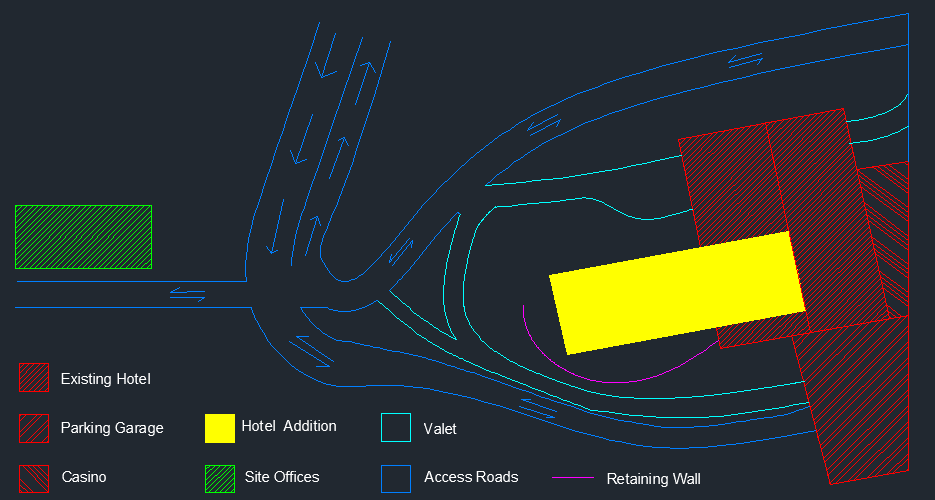 Existing Hotel
Parking Garage
Hotel Addition
Valet
Casino
Site Offices
Access Roads
Retaining Wall